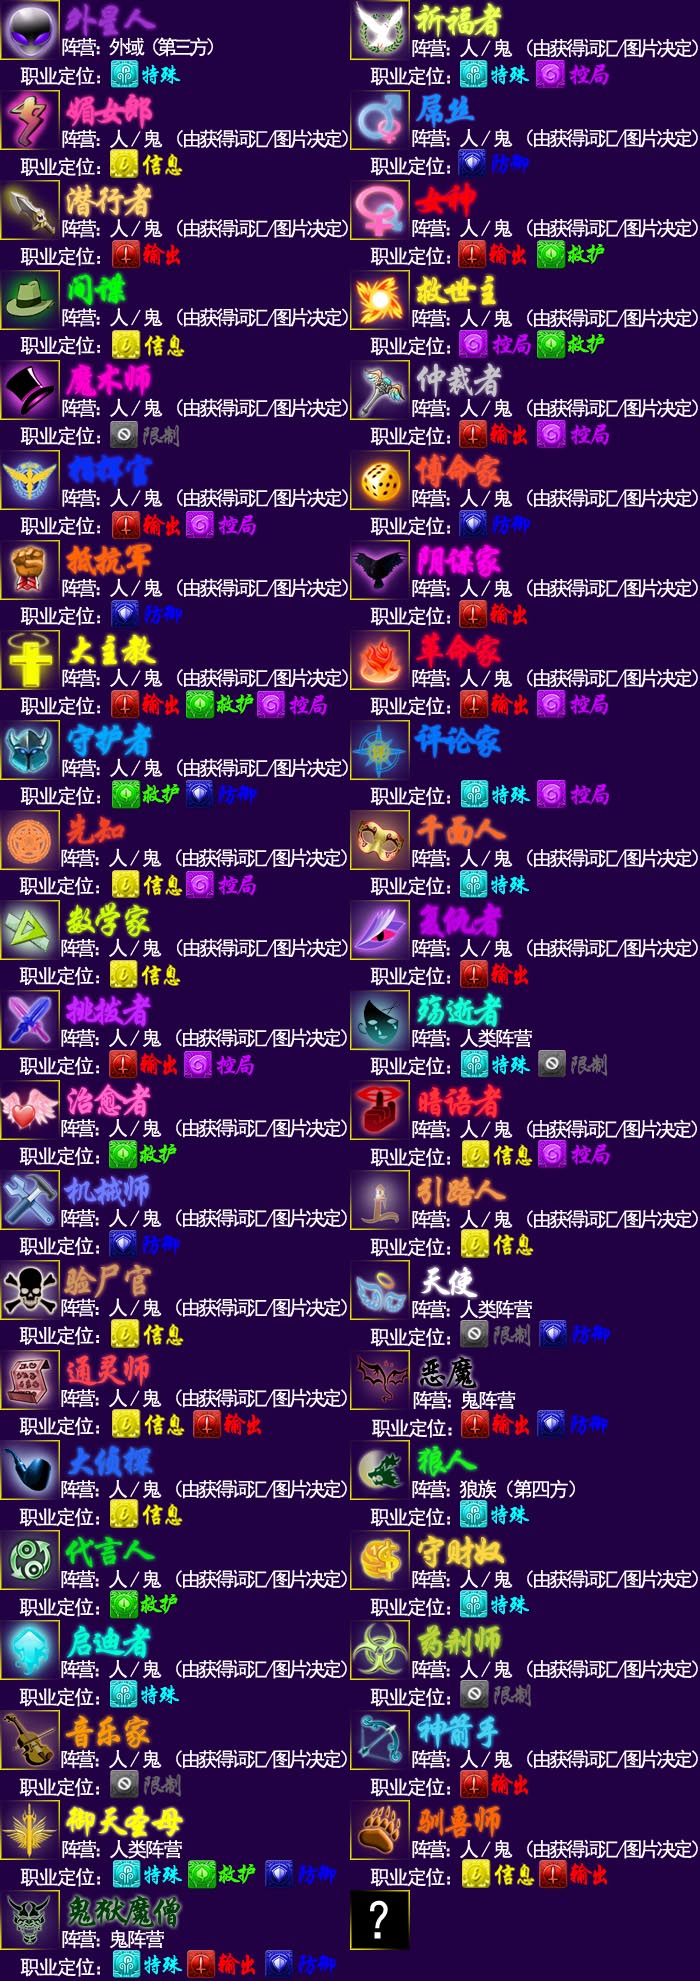 外星人
阵营：外域（第三方）
职业定位：特殊
祈福者
阵营：人／鬼 （由获得词汇/图片决定）
职业定位：特殊 控局
媚女郎
阵营：人／鬼 （由获得词汇/图片决定）
职业定位：信息
屌丝
阵营：人／鬼 （由获得词汇/图片决定）
职业定位：防御
潜行者
阵营：人／鬼 （由获得词汇/图片决定）
职业定位：输出
女神
阵营：人／鬼 （由获得词汇/图片决定）
职业定位：输出 救护
间谍
阵营：人／鬼 （由获得词汇/图片决定）
职业定位：信息
救世主
阵营：人／鬼 （由获得词汇/图片决定）
职业定位：控局 救护
魔术师
阵营：人／鬼 （由获得词汇/图片决定）
职业定位：限制
仲裁者
阵营：人／鬼 （由获得词汇/图片决定）
职业定位：输出 控局
指挥官
阵营：人／鬼 （由获得词汇/图片决定）
职业定位：输出 控局
博命家
阵营：人／鬼 （由获得词汇/图片决定）
职业定位：防御
抵抗军
阵营：人／鬼 （由获得词汇/图片决定）
职业定位：防御
阴谋家
阵营：人／鬼 （由获得词汇/图片决定）
职业定位：输出
大主教
阵营：人／鬼 （由获得词汇/图片决定）
职业定位：输出 救护 控局
革命家
阵营：人／鬼 （由获得词汇/图片决定）
职业定位：输出 控局
守护者
阵营：人／鬼 （由获得词汇/图片决定）
职业定位：救护 防御
评论家
职业定位：特殊 控局
先知
阵营：人／鬼 （由获得词汇/图片决定）
职业定位：信息 控局
千面人
阵营：人／鬼 （由获得词汇/图片决定）
职业定位：特殊
数学家
阵营：人／鬼 （由获得词汇/图片决定）
职业定位：信息
复仇者
阵营：人／鬼 （由获得词汇/图片决定）
职业定位：输出
挑拨者
阵营：人／鬼 （由获得词汇/图片决定）
职业定位：输出 控局
殇逝者
阵营：人类阵营
职业定位：特殊 限制
治愈者
阵营：人／鬼 （由获得词汇/图片决定）
职业定位：救护
暗语者
阵营：人／鬼 （由获得词汇/图片决定）
职业定位：信息 控局
机械师
阵营：人／鬼 （由获得词汇/图片决定）
职业定位：防御
引路人
阵营：人／鬼 （由获得词汇/图片决定）
职业定位：信息
验尸官
阵营：人／鬼 （由获得词汇/图片决定）
职业定位：信息
天使
阵营：人类阵营
职业定位：限制 防御
通灵师
阵营：人／鬼 （由获得词汇/图片决定）
职业定位：信息 输出
恶魔
阵营：鬼阵营
职业定位：输出 防御
大侦探
阵营：人／鬼 （由获得词汇/图片决定）
职业定位：信息
狼人
阵营：狼族（第四方）
职业定位：特殊
代言人
阵营：人／鬼 （由获得词汇/图片决定）
职业定位：救护
守财奴
阵营：人／鬼 （由获得词汇/图片决定）
职业定位：特殊
启迪者
阵营：人／鬼 （由获得词汇/图片决定）
职业定位：特殊
药剂师
阵营：人／鬼 （由获得词汇/图片决定）
职业定位：限制
音乐家
阵营：人／鬼 （由获得词汇/图片决定）
职业定位：限制
神箭手
阵营：人／鬼 （由获得词汇/图片决定）
职业定位：输出
御天圣母
阵营：人类阵营
职业定位：特殊 救护 防御
驯兽师
阵营：人／鬼 （由获得词汇/图片决定）
职业定位：信息 输出
鬼狱魔僧
阵营：鬼阵营
职业定位：特殊 输出 防御
?